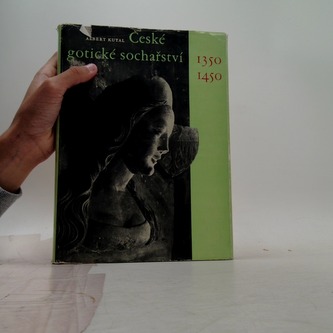 ALBERT KUTAL České
gotické sochařství
1350
1450